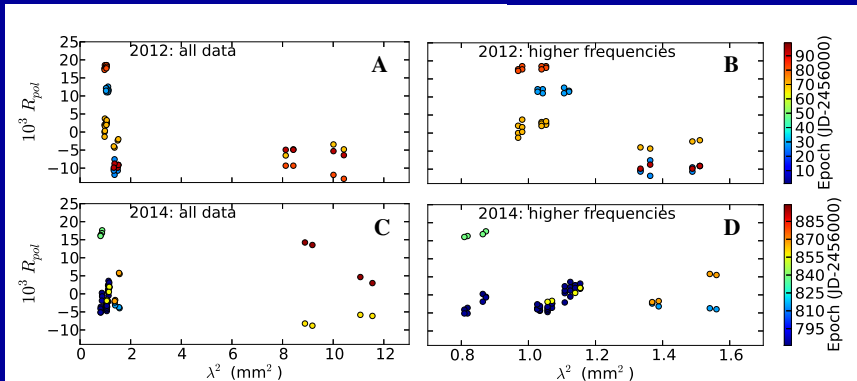 2012: all data
A
25
20
15
10
5
0
−5
−10
10³ R_pol
2012: higher frequencies
B
90
80
70
60
50
40
30
20
10
Epoch (JD-2456000)
2014: all data
C
25
20
15
10
5
0
−5
−10
10³ R_pol
0 2 4 6 8 10 12
λ² (mm²)
2014: higher frequencies
D
0.8 1.0 1.2 1.4 1.6
λ² (mm²)
885
870
855
840
825
810
795
Epoch (JD-2456000)